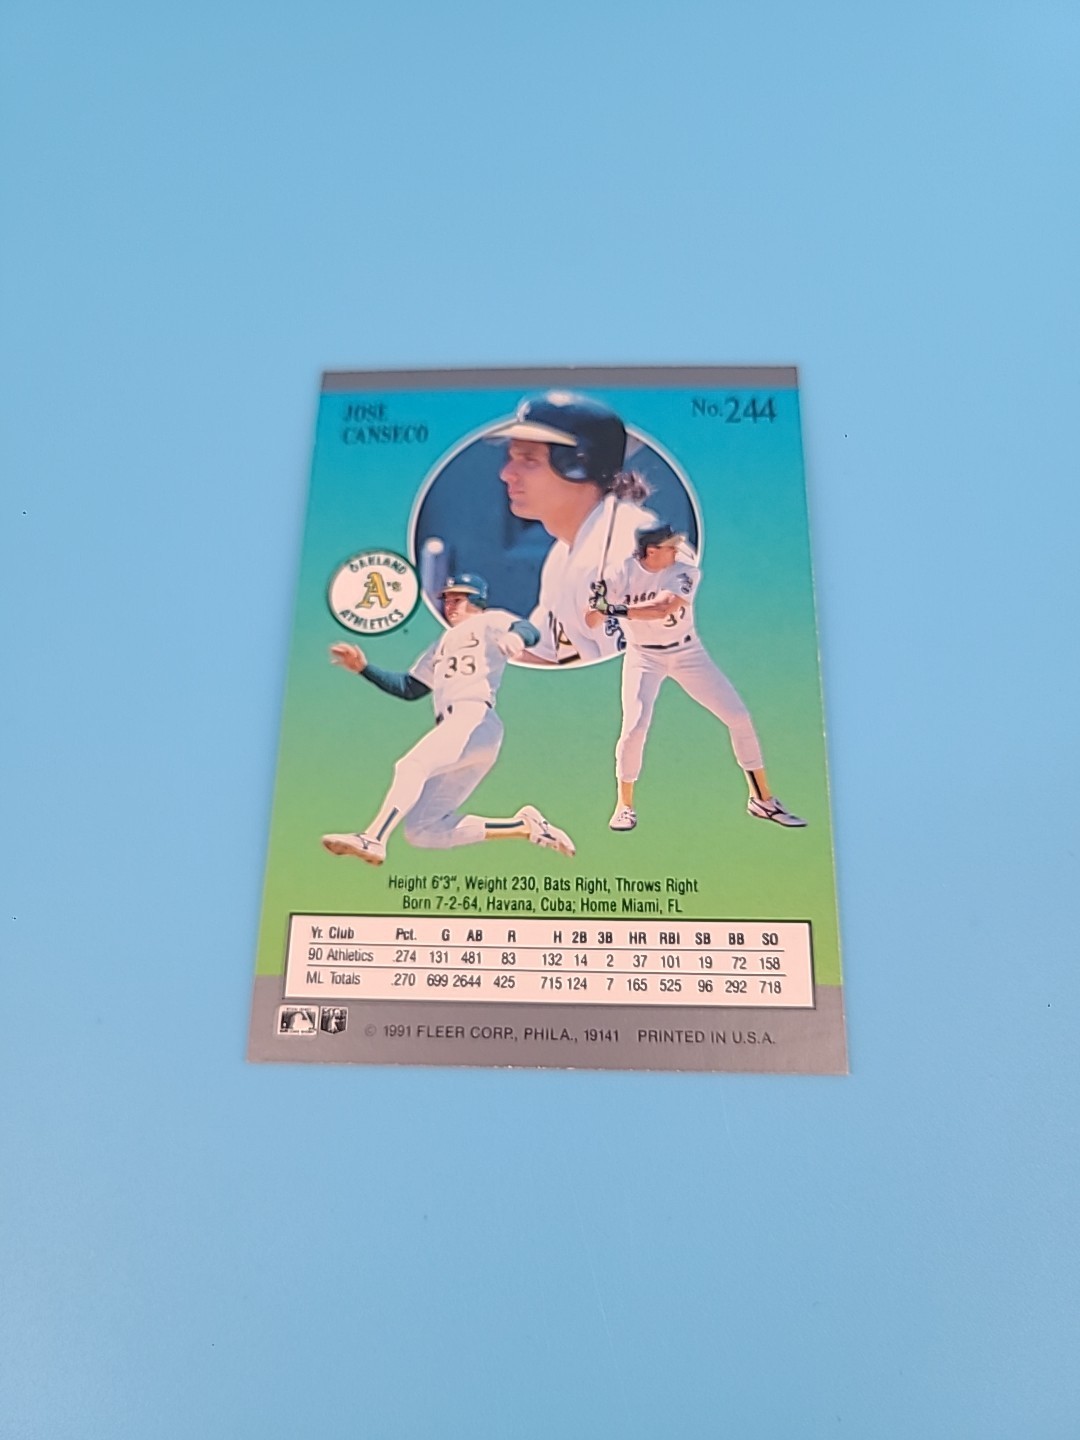 JOSE
CANSECO
No. 244
OAKLAND
A's
ATHLETICS
33
Height 6'3", Weight 230, Bats Right, Throws Right
Born 7-2-64, Havana, Cuba; Home Miami, FL
Yr. Club Pct. G AB R H 2B 3B HR RBI SB BB SO
90 Athletics .274 131 481 83 132 14 2 37 101 19 72 158
ML Totals .270 699 2644 425 715 124 7 165 525 96 292 718
© 1991 FLEER CORP., PHILA., 19141 PRINTED IN U.S.A.